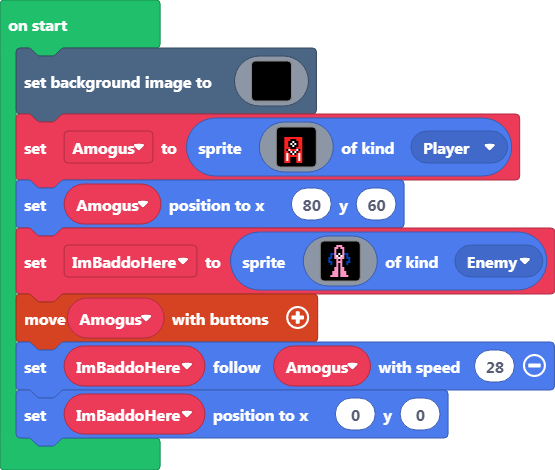 on start
set background image to
set Amogus to sprite of kind Player
set Amogus position to x 80 y 60
set ImBaddoHere to sprite of kind Enemy
move Amogus with buttons
set ImBaddoHere follow Amogus with speed 28
set ImBaddoHere position to x 0 y 0